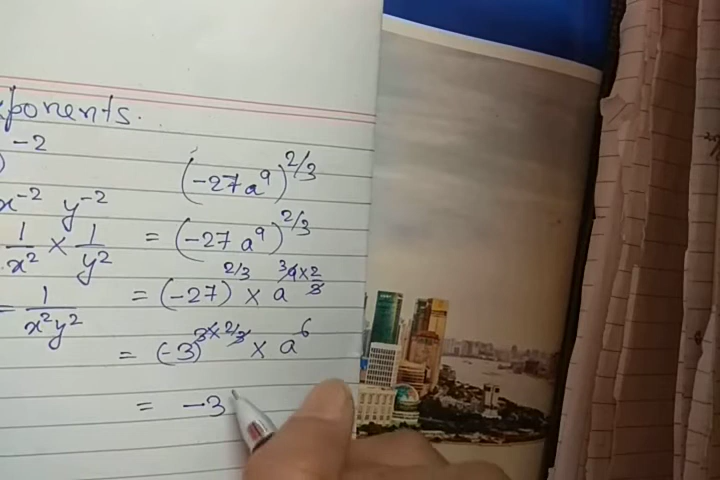 ponents.
)⁻²
x⁻² y⁻²
1/x² × 1/y²
= 1/x²y²
(-27a⁹)^2/3
= (-27a⁹)^2/3
= (-27)^2/3 × a^9×2/3
= (-3)^3×2/3 × a⁶
= -3